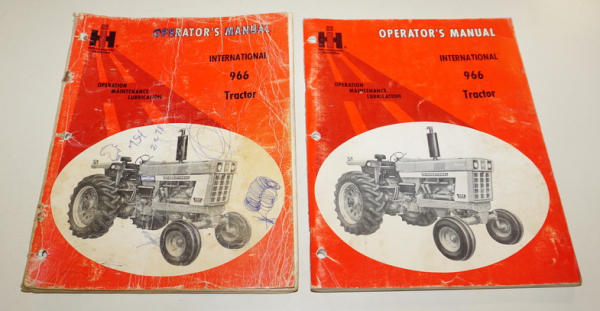 OPERATOR'S MANUAL
INTERNATIONAL
966
Tractor
OPERATION
MAINTENANCE
LUBRICATION
OPERATOR'S MANUAL
INTERNATIONAL
966
Tractor
OPERATION
MAINTENANCE
LUBRICATION